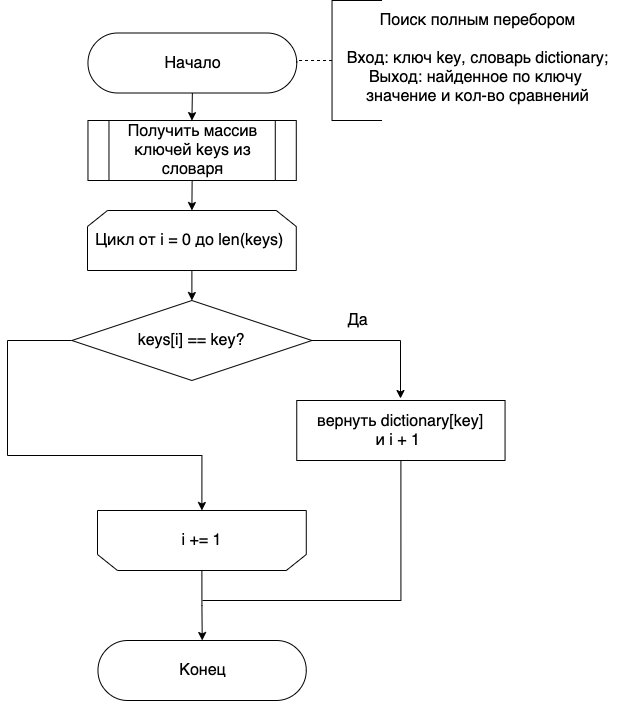 Поиск полным перебором
Вход: ключ key, словарь dictionary;
Выход: найденное по ключу
значение и кол-во сравнений
Начало
Получить массив
ключей keys из
словаря
Цикл от i = 0 до len(keys)
keys[i] == key?
Да
вернуть dictionary[key]
и i + 1
i += 1
Конец